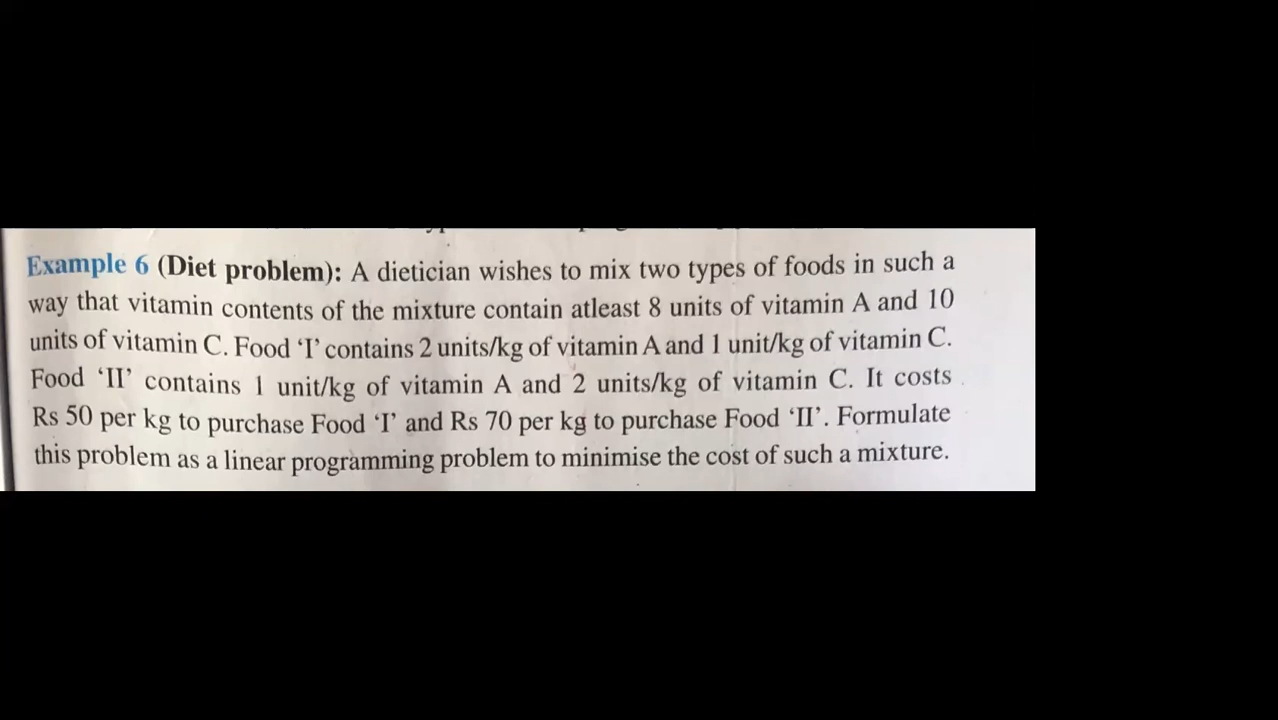 Example 6 (Diet problem): A dietician wishes to mix two types of foods in such a
way that vitamin contents of the mixture contain atleast 8 units of vitamin A and 10
units of vitamin C. Food ‘I’ contains 2 units/kg of vitamin A and 1 unit/kg of vitamin C.
Food ‘II’ contains 1 unit/kg of vitamin A and 2 units/kg of vitamin C. It costs
Rs 50 per kg to purchase Food ‘I’ and Rs 70 per kg to purchase Food ‘II’. Formulate
this problem as a linear programming problem to minimise the cost of such a mixture.